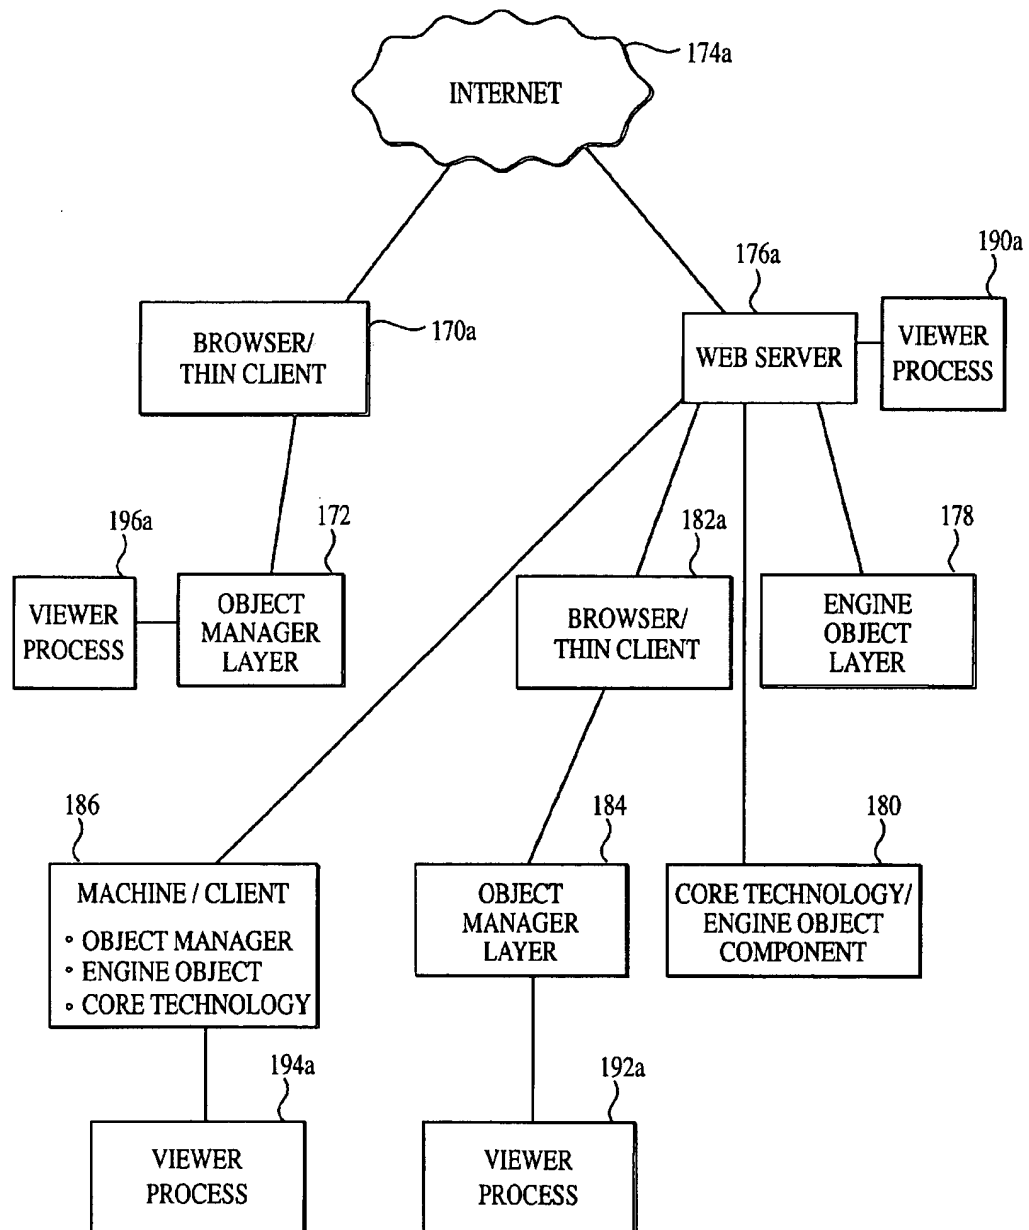 174a
INTERNET
190a
176a
BROWSER/
THIN CLIENT
170a
WEB SERVER
VIEWER
PROCESS
196a
172
182a
178
VIEWER
PROCESS
OBJECT
MANAGER
LAYER
BROWSER/
THIN CLIENT
ENGINE
OBJECT
LAYER
186
184
180
MACHINE / CLIENT
• OBJECT MANAGER
• ENGINE OBJECT
• CORE TECHNOLOGY
OBJECT
MANAGER
LAYER
CORE TECHNOLOGY/
ENGINE OBJECT
COMPONENT
194a
192a
VIEWER
PROCESS
VIEWER
PROCESS